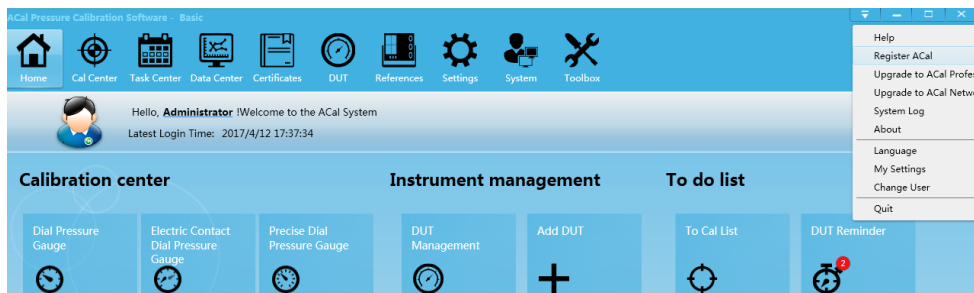 ACal Pressure Calibration Software - Basic
Home
Cal Center
Task Center
Data Center
Certificates
DUT
References
Settings
System
Toolbox
Help
Register ACal
Upgrade to ACal Profes
Upgrade to ACal Netwo
System Log
About
Language
My Settings
Change User
Quit
Hello, Administrator !Welcome to the ACal System
Latest Login Time: 2017/4/12 17:37:34
Calibration center
Instrument management
To do list
Dial Pressure
Gauge
Electric Contact
Dial Pressure
Gauge
Precise Dial
Pressure Gauge
DUT
Management
Add DUT
To Cal List
DUT Reminder
2